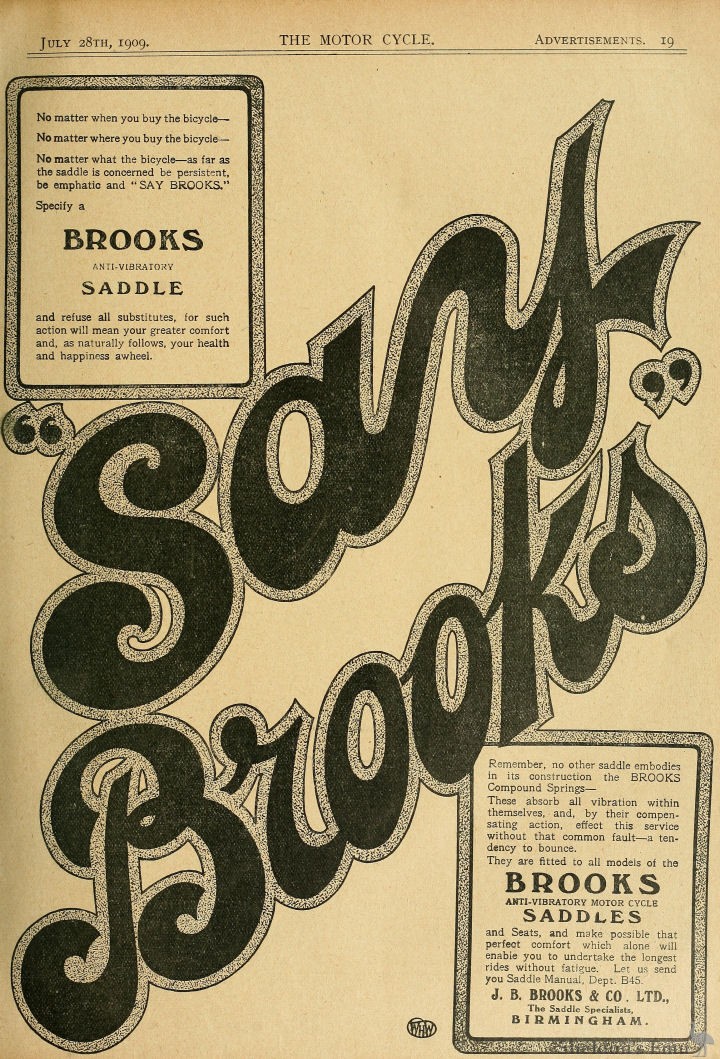 JULY 28TH, 1909.
THE MOTOR CYCLE.
ADVERTISEMENTS. 19
No matter when you buy the bicycle—
No matter where you buy the bicycle—
No matter what the bicycle—as far as
the saddle is concerned be persistent,
be emphatic and "SAY BROOKS."
Specify a
BROOKS
ANTI-VIBRATORY
SADDLE
and refuse all substitutes, for such
action will mean your greater comfort
and, as naturally follows, your health
and happiness awheel.
"Say
Brooks"
Remember, no other saddle embodies
in its construction the BROOKS
Compound Springs—
These absorb all vibration within
themselves, and, by their compen-
sating action, effect this service
without that common fault—a ten-
dency to bounce.
They are fitted to all models of the
BROOKS
ANTI-VIBRATORY MOTOR CYCLE
SADDLES
and Seats, and make possible that
perfect comfort which alone will
enable you to undertake the longest
rides without fatigue. Let us send
you Saddle Manual, Dept. B45.
J. B. BROOKS & CO., LTD.,
The Saddle Specialists,
BIRMINGHAM.